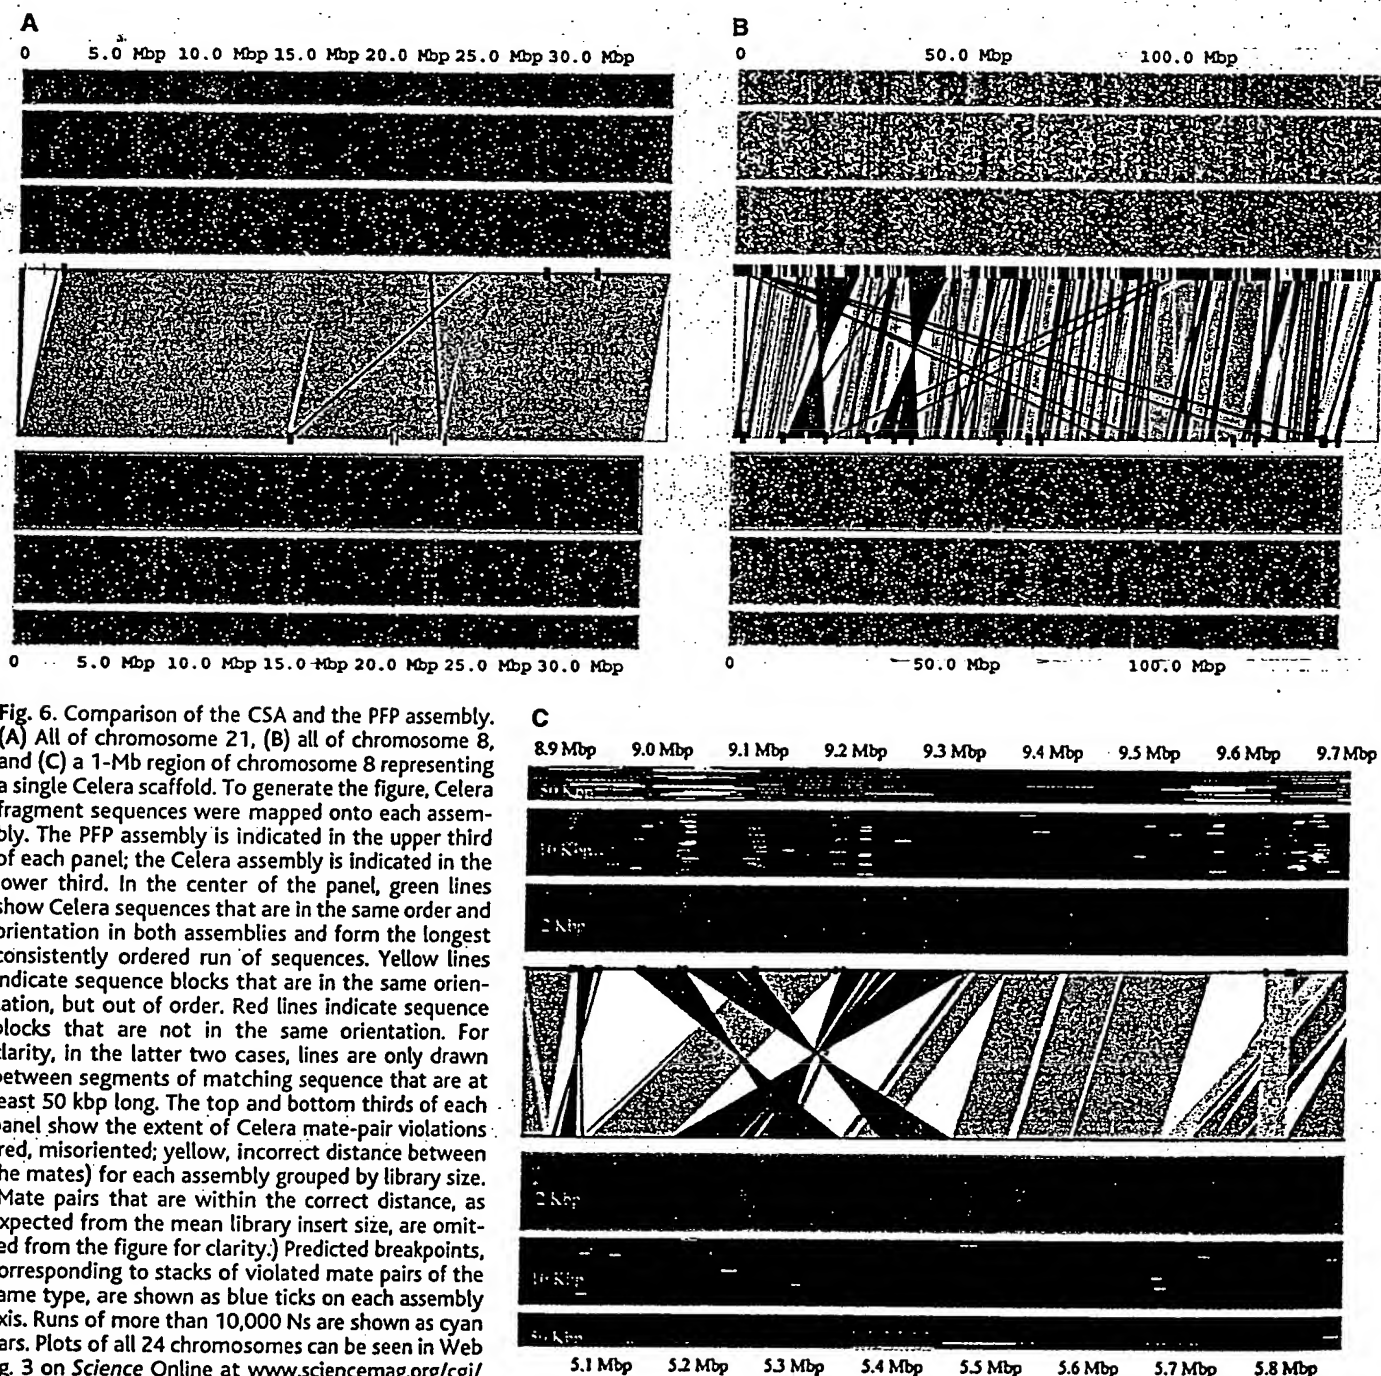 A
0 5.0 Mbp 10.0 Mbp 15.0 Mbp 20.0 Mbp 25.0 Mbp 30.0 Mbp
0 5.0 Mbp 10.0 Mbp 15.0 Mbp 20.0 Mbp 25.0 Mbp 30.0 Mbp
B
0 50.0 Mbp 100.0 Mbp
0 50.0 Mbp 100.0 Mbp
Fig. 6. Comparison of the CSA and the PFP assembly.
(A) All of chromosome 21, (B) all of chromosome 8,
and (C) a 1-Mb region of chromosome 8 representing
a single Celera scaffold. To generate the figure, Celera
fragment sequences were mapped onto each assem-
bly. The PFP assembly is indicated in the upper third
of each panel; the Celera assembly is indicated in the
ower third. In the center of the panel, green lines
show Celera sequences that are in the same order and
orientation in both assemblies and form the longest
consistently ordered run of sequences. Yellow lines
ndicate sequence blocks that are in the same orien-
ation, but out of order. Red lines indicate sequence
locks that are not in the same orientation. For
larity, in the latter two cases, lines are only drawn
between segments of matching sequence that are at
east 50 kbp long. The top and bottom thirds of each
anel show the extent of Celera mate-pair violations
red, misoriented; yellow, incorrect distance between
he mates) for each assembly grouped by library size.
Mate pairs that are within the correct distance, as
xpected from the mean library insert size, are omit-
ed from the figure for clarity.) Predicted breakpoints,
orresponding to stacks of violated mate pairs of the
ame type, are shown as blue ticks on each assembly
xis. Runs of more than 10,000 Ns are shown as cyan
ars. Plots of all 24 chromosomes can be seen in Web
g. 3 on Science Online at www.sciencemag.org/cgi/
C
8.9 Mbp 9.0 Mbp 9.1 Mbp 9.2 Mbp 9.3 Mbp 9.4 Mbp 9.5 Mbp 9.6 Mbp 9.7 Mbp
50 Kbp
10 Kbp
2 Kbp
2 Kbp
10 Kbp
50 Kbp
5.1 Mbp 5.2 Mbp 5.3 Mbp 5.4 Mbp 5.5 Mbp 5.6 Mbp 5.7 Mbp 5.8 Mbp